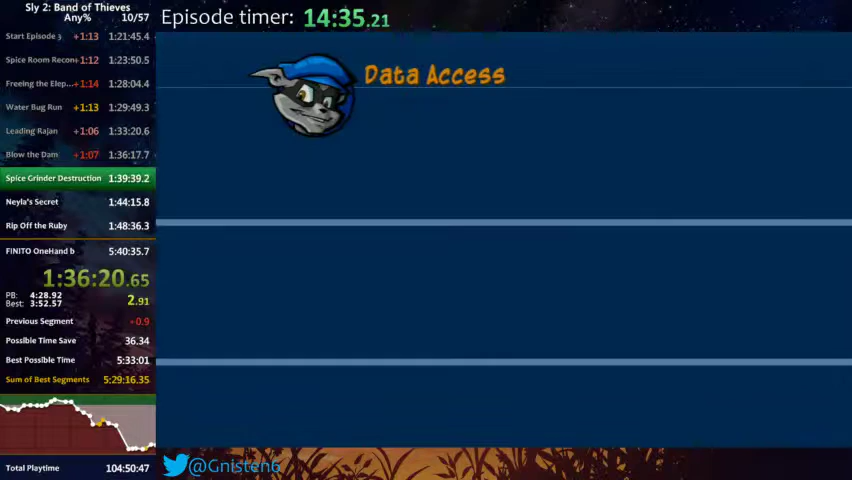 Sly 2: Band of Thieves
Any% 10/57
Episode timer: 14:35.21
Start Episode 3 +1:13 1:21:45.4
Spice Room Recon +1:12 1:23:50.5
Freeing the Elep... +1:14 1:28:04.4
Water Bug Run +1:13 1:29:49.3
Leading Rajan +1:06 1:33:20.6
Blow the Dam +1:07 1:36:17.7
Spice Grinder Destruction 1:39:39.2
Neyla's Secret 1:44:15.8
Rip Off the Ruby 1:48:36.3
FINITO OneHand b 5:40:35.7
1:36:20.65
PB: 4:28.92
Best: 3:52.57
2.91
Previous Segment +0.9
Possible Time Save 36.34
Best Possible Time 5:33:01
Sum of Best Segments 5:29:16.35
Total Playtime 104:50:47
Data Access
@Gnisten6